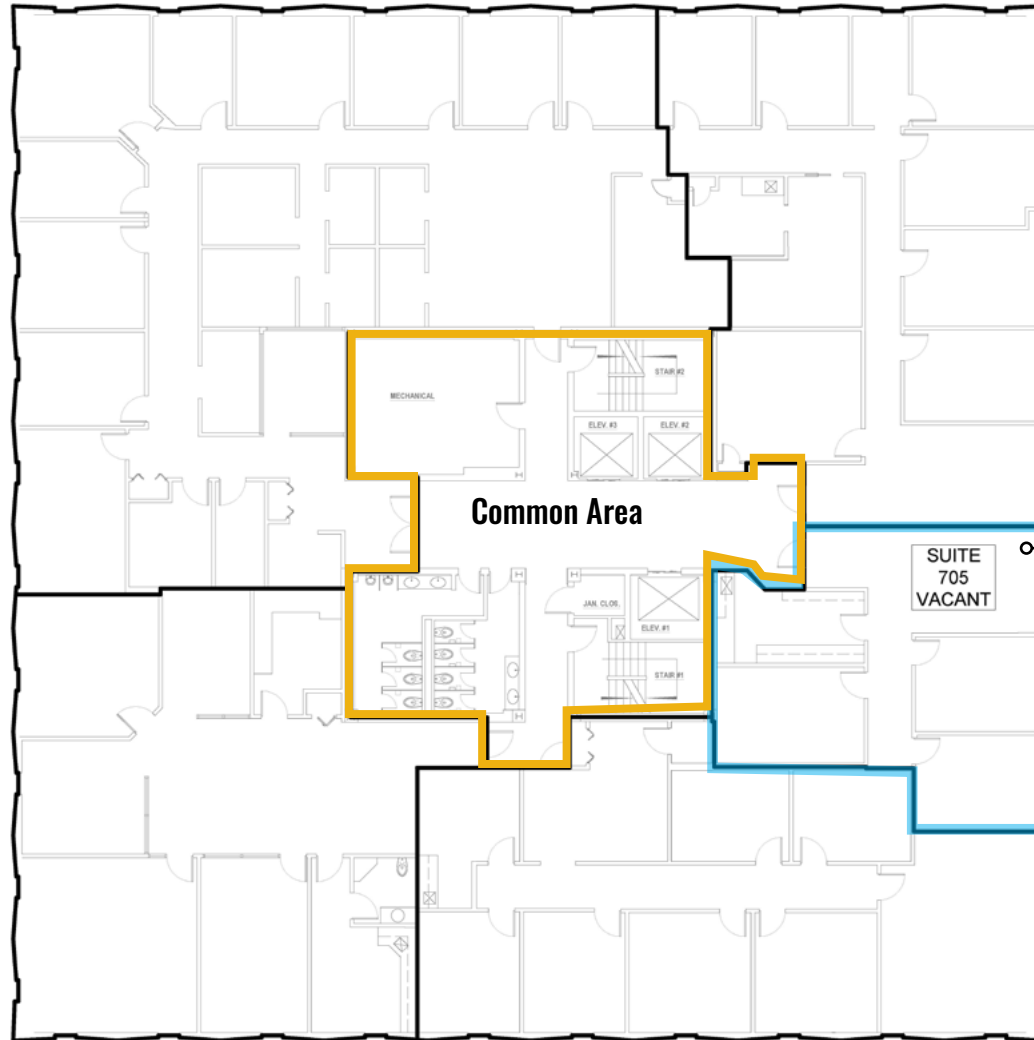 STAIR #2
MECHANICAL
ELEV. #3
ELEV. #2
Common Area
SUITE
705
VACANT
JAN. CLOS.
ELEV. #1
STAIR #1